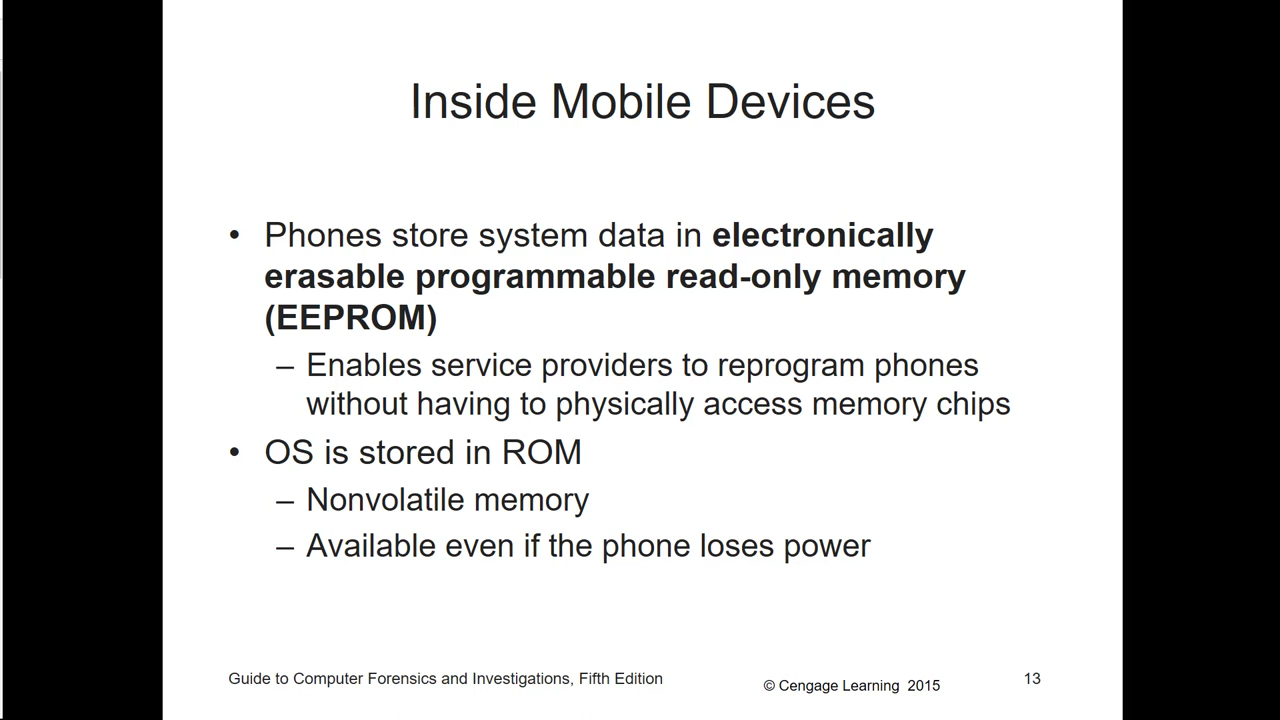 Inside Mobile Devices
• Phones store system data in electronically
erasable programmable read-only memory
(EEPROM)
– Enables service providers to reprogram phones
without having to physically access memory chips
• OS is stored in ROM
– Nonvolatile memory
– Available even if the phone loses power
Guide to Computer Forensics and Investigations, Fifth Edition
© Cengage Learning 2015
13